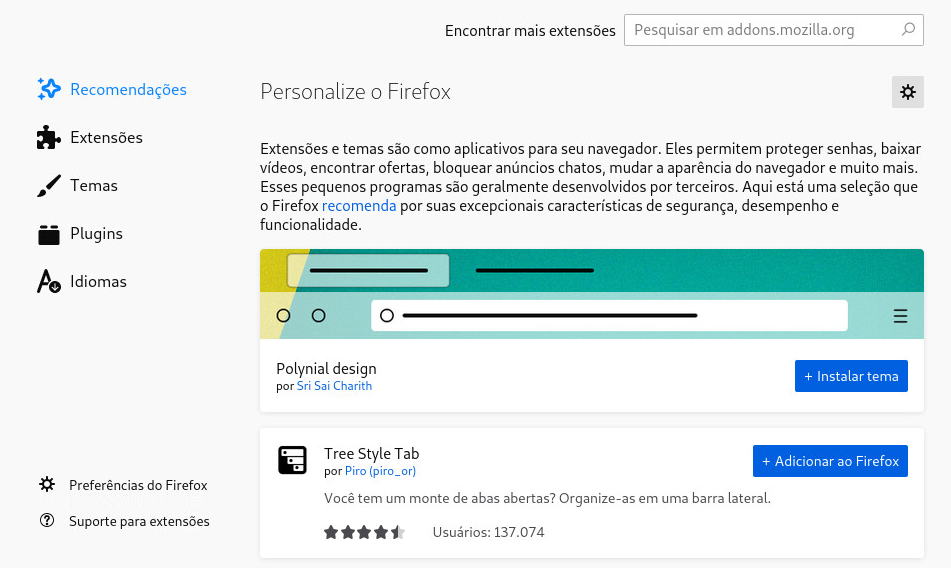 Encontrar mais extensões
Pesquisar em addons.mozilla.org
Recomendações
Extensões
Temas
Plugins
Idiomas
Preferências do Firefox
Suporte para extensões
Personalize o Firefox
Extensões e temas são como aplicativos para seu navegador. Eles permitem proteger senhas, baixar
vídeos, encontrar ofertas, bloquear anúncios chatos, mudar a aparência do navegador e muito mais.
Esses pequenos programas são geralmente desenvolvidos por terceiros. Aqui está uma seleção que
o Firefox recomenda por suas excepcionais características de segurança, desempenho e
funcionalidade.
Polynial design
por Sri Sai Charith
+ Instalar tema
Tree Style Tab
por Piro (piro_or)
+ Adicionar ao Firefox
Você tem um monte de abas abertas? Organize-as em uma barra lateral.
Usuários: 137.074